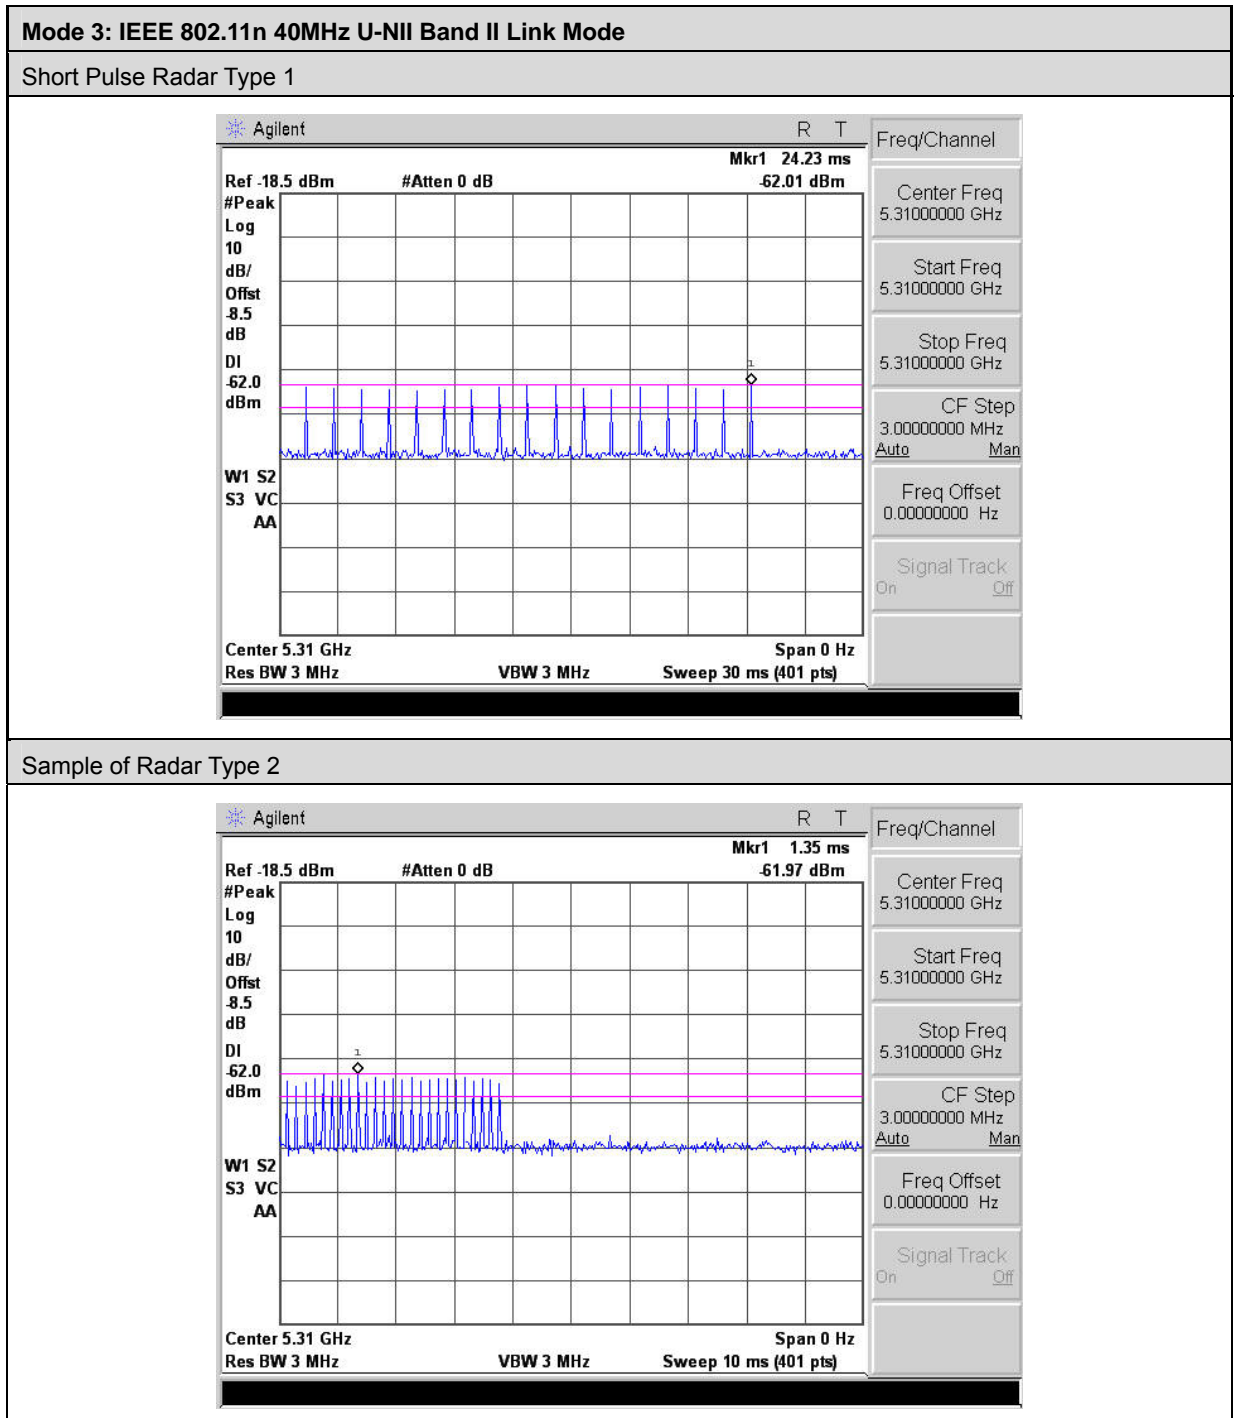 Mode 3: IEEE 802.11n 40MHz U-NII Band II Link Mode
Short Pulse Radar Type 1
Agilent R T
Mkr1 24.23 ms
Ref -18.5 dBm #Atten 0 dB -62.01 dBm
#Peak
Log
10
dB/
Offst
-8.5
dB
DI
-62.0
dBm
1
W1 S2
S3 VC
AA
Center 5.31 GHz Span 0 Hz
Res BW 3 MHz VBW 3 MHz Sweep 30 ms (401 pts)
Freq/Channel
Center Freq
5.31000000 GHz
Start Freq
5.31000000 GHz
Stop Freq
5.31000000 GHz
CF Step
3.00000000 MHz
Auto Man
Freq Offset
0.00000000 Hz
Signal Track
On Off
Sample of Radar Type 2
Agilent R T
Mkr1 1.35 ms
Ref -18.5 dBm #Atten 0 dB -61.97 dBm
#Peak
Log
10
dB/
Offst
-8.5
dB
DI
-62.0
dBm
1
W1 S2
S3 VC
AA
Center 5.31 GHz Span 0 Hz
Res BW 3 MHz VBW 3 MHz Sweep 10 ms (401 pts)
Freq/Channel
Center Freq
5.31000000 GHz
Start Freq
5.31000000 GHz
Stop Freq
5.31000000 GHz
CF Step
3.00000000 MHz
Auto Man
Freq Offset
0.00000000 Hz
Signal Track
On Off